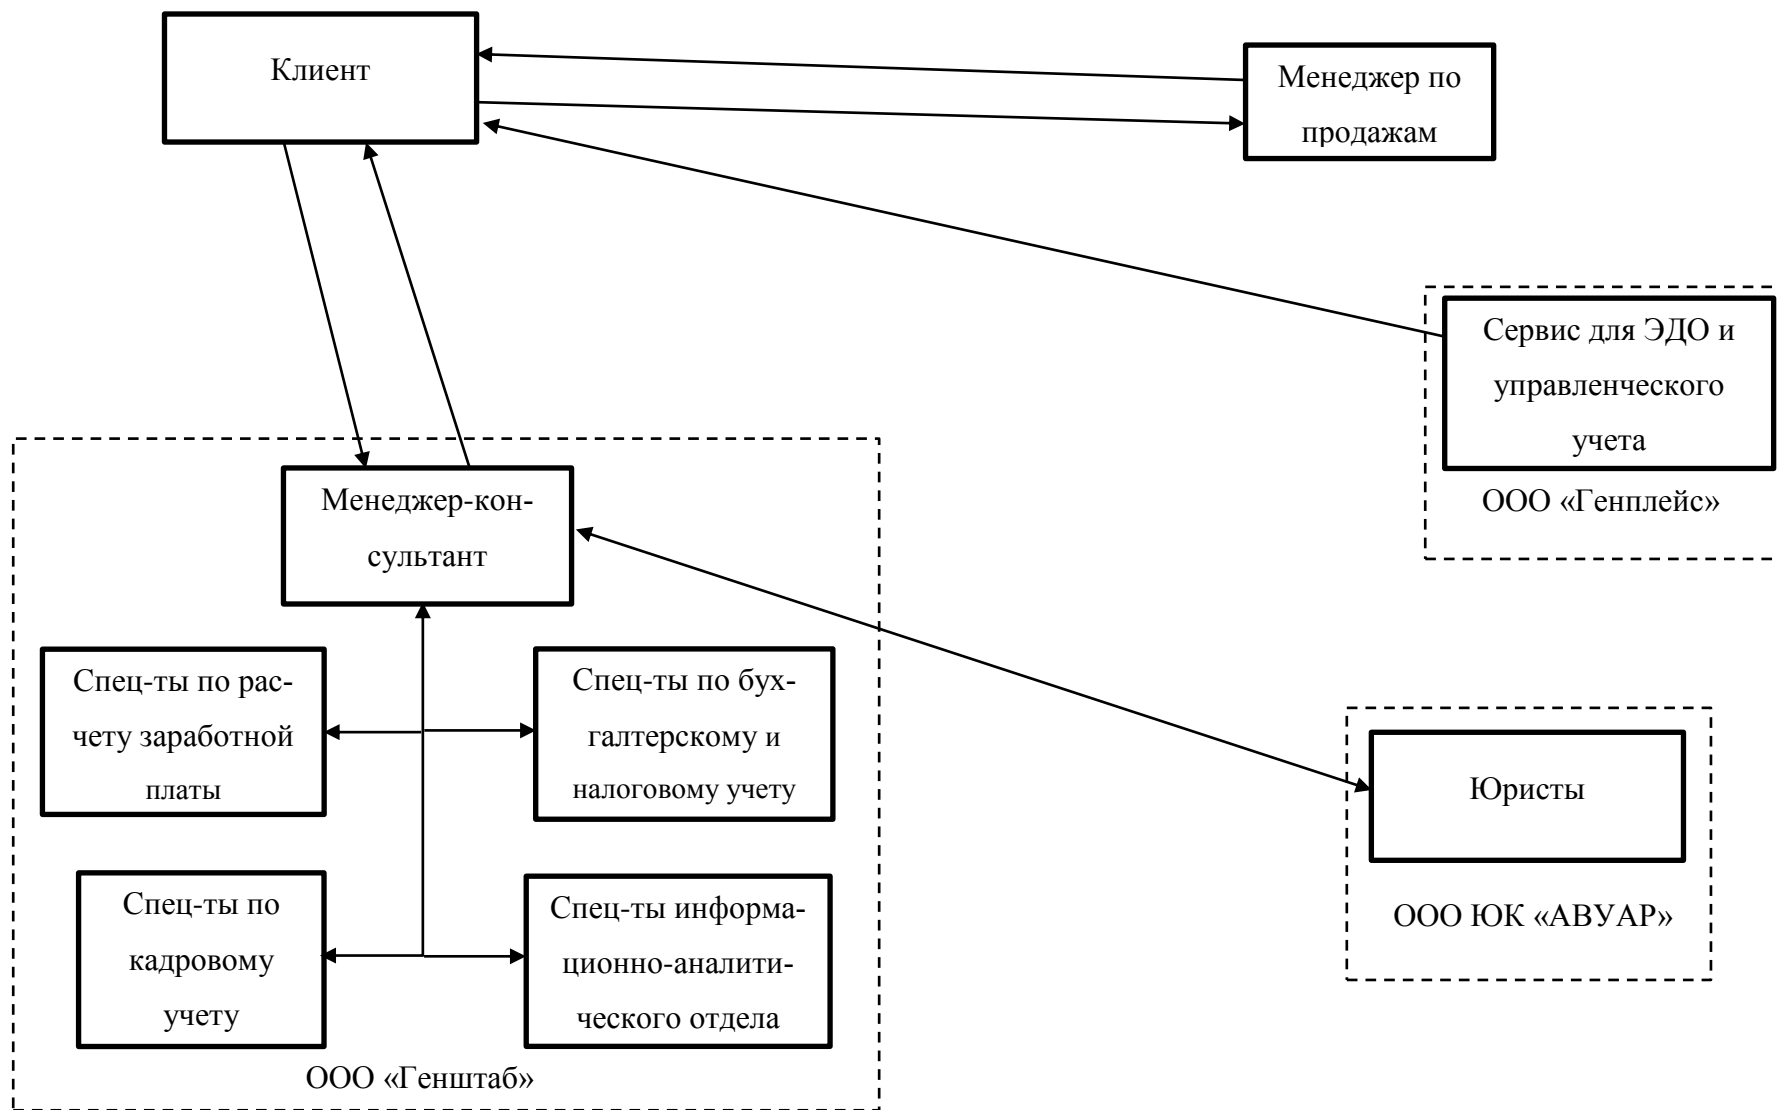 Клиент
Менеджер по
продажам
Сервис для ЭДО и
управленческого
учета
ООО «Генплейс»
Менеджер-кон-
сультант
Спец-ты по рас-
чету заработной
платы
Спец-ты по бух-
галтерскому и
налоговому учету
Юристы
ООО ЮК «АВУАР»
Спец-ты по
кадровому
учету
Спец-ты информа-
ционно-аналити-
ческого отдела
ООО «Генштаб»